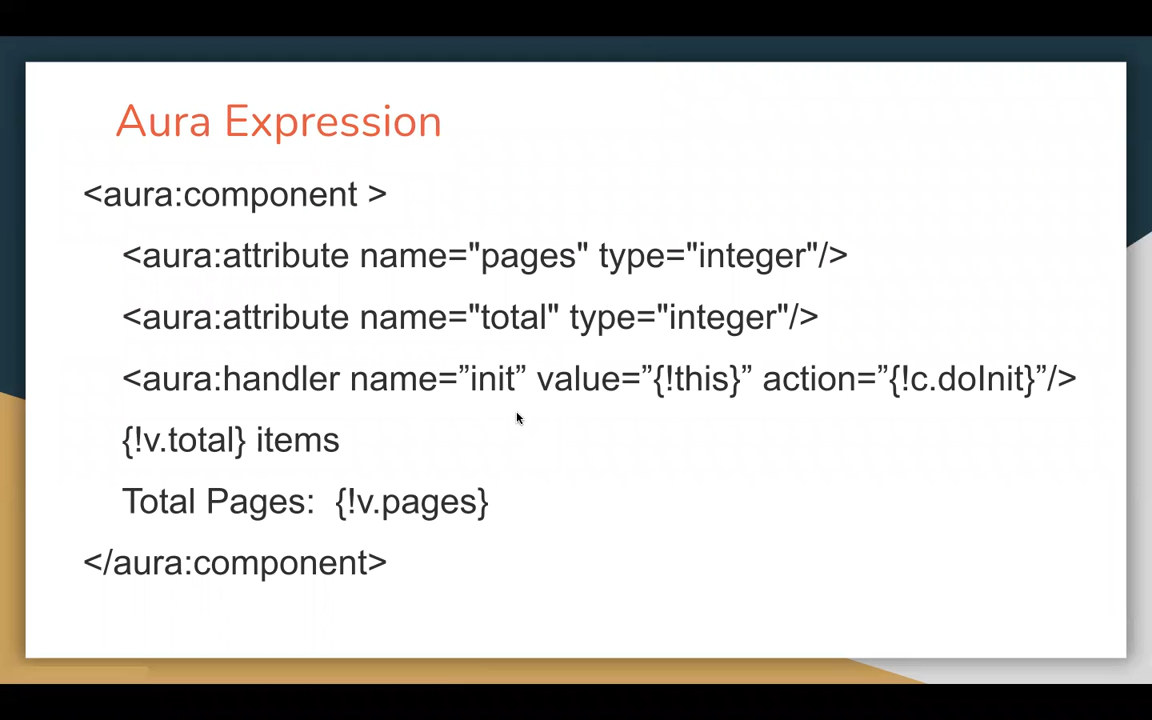 Aura Expression
<aura:component >
<aura:attribute name="pages" type="integer"/>
<aura:attribute name="total" type="integer"/>
<aura:handler name=”init” value=”{!this}” action=”{!c.doInit}”/>
{!v.total} items
Total Pages:  {!v.pages}
</aura:component>